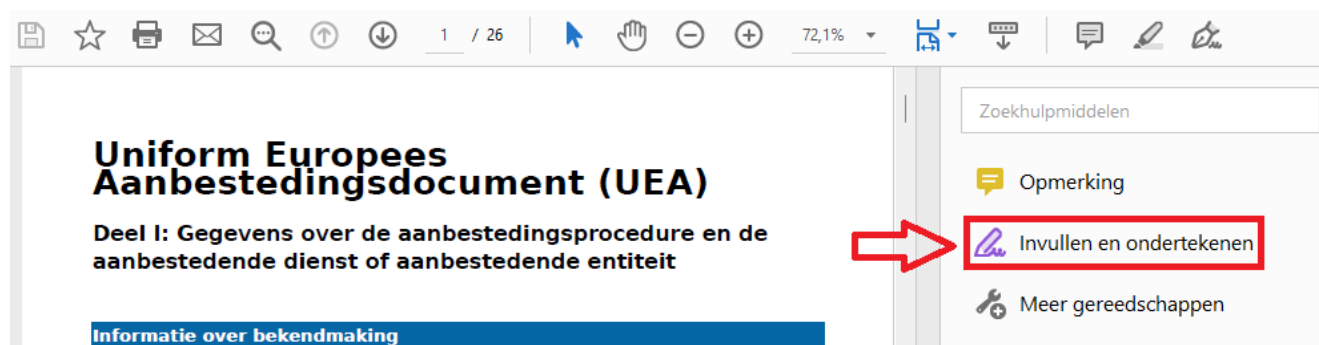 1 / 26
72,1%
Zoekhulpmiddelen
Uniform Europees
Aanbestedingsdocument (UEA)
Opmerking
Deel I: Gegevens over de aanbestedingsprocedure en de
aanbestedende dienst of aanbestedende entiteit
Invullen en ondertekenen
Meer gereedschappen
Informatie over bekendmaking